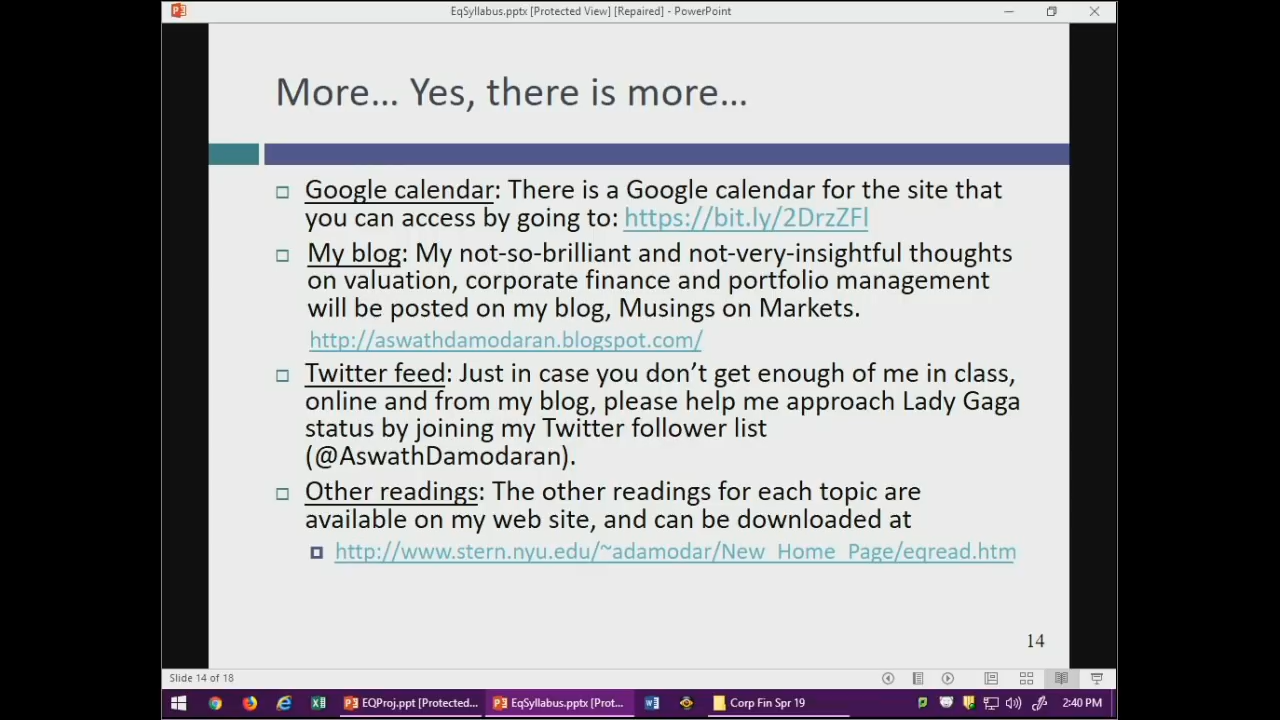 EqSyllabus.pptx [Protected View] [Repaired] - PowerPoint
More... Yes, there is more...
Google calendar: There is a Google calendar for the site that
you can access by going to: https://bit.ly/2DrzZFl
My blog: My not-so-brilliant and not-very-insightful thoughts
on valuation, corporate finance and portfolio management
will be posted on my blog, Musings on Markets.
http://aswathdamodaran.blogspot.com/
Twitter feed: Just in case you don’t get enough of me in class,
online and from my blog, please help me approach Lady Gaga
status by joining my Twitter follower list
(@AswathDamodaran).
Other readings: The other readings for each topic are
available on my web site, and can be downloaded at
http://www.stern.nyu.edu/~adamodar/New_Home_Page/eqread.htm
14
Slide 14 of 18
EQProj.ppt [Protected... EqSyllabus.pptx [Prot... Corp Fin Spr 19 2:40 PM